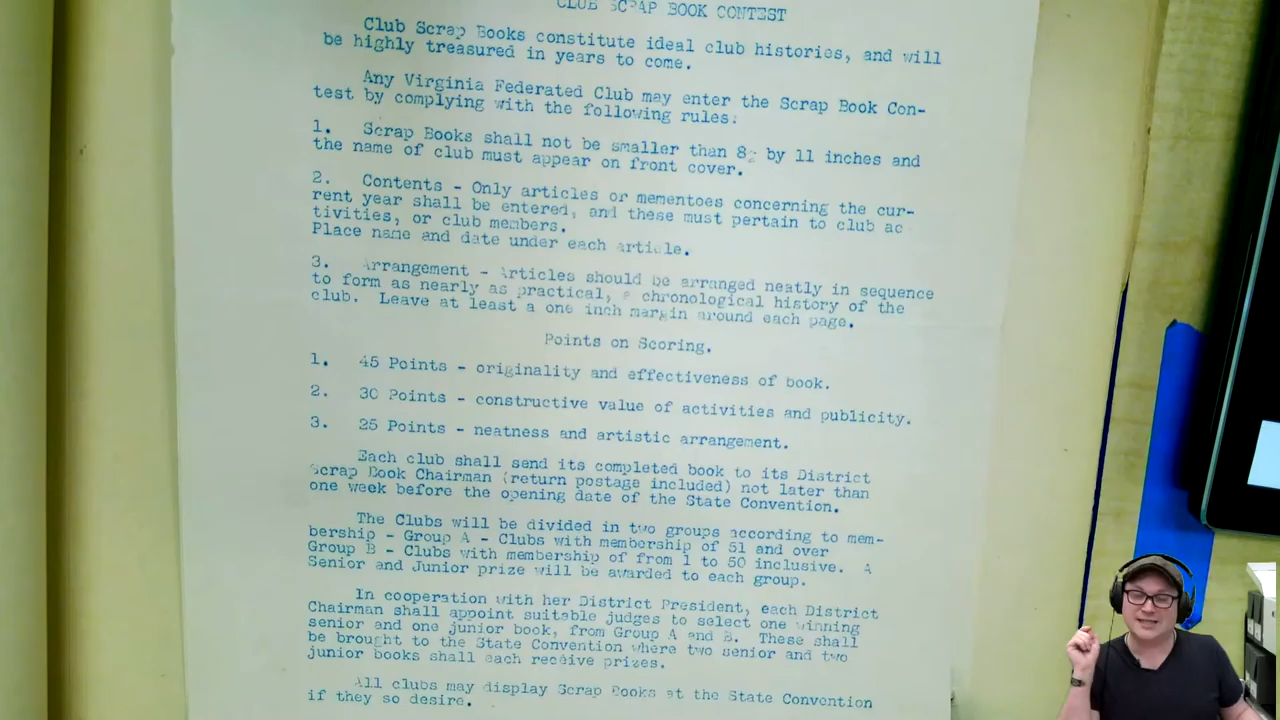 CLUB SCRAP BOOK CONTEST
Club Scrap Books constitute ideal club histories, and will
be highly treasured in years to come.
Any Virginia Federated Club may enter the Scrap Book Con-
test by complying with the following rules:
1. Scrap Books shall not be smaller than 8½ by 11 inches and
the name of club must appear on front cover.
2. Contents - Only articles or mementoes concerning the cur-
rent year shall be entered, and these must pertain to club ac
tivities, or club members.
Place name and date under each article.
3. Arrangement - Articles should be arranged neatly in sequence
to form as nearly as practical, a chronological history of the
club. Leave at least a one inch margin around each page.
Points on Scoring.
1. 45 Points - originality and effectiveness of book.
2. 30 Points - constructive value of activities and publicity.
3. 25 Points - neatness and artistic arrangement.
Each club shall send its completed book to its District
Scrap Book Chairman (return postage included) not later than
one week before the opening date of the State Convention.
The Clubs will be divided in two groups according to mem-
bership - Group A - Clubs with membership of 51 and over
Group B - Clubs with membership of from 1 to 50 inclusive. A
Senior and Junior prize will be awarded to each group.
In cooperation with her District President, each District
Chairman shall appoint suitable judges to select one winning
senior and one junior book, from Group A and B. These shall
be brought to the State Convention where two senior and two
junior books shall each receive prizes.
All clubs may display Scrap Books at the State Convention
if they so desire.